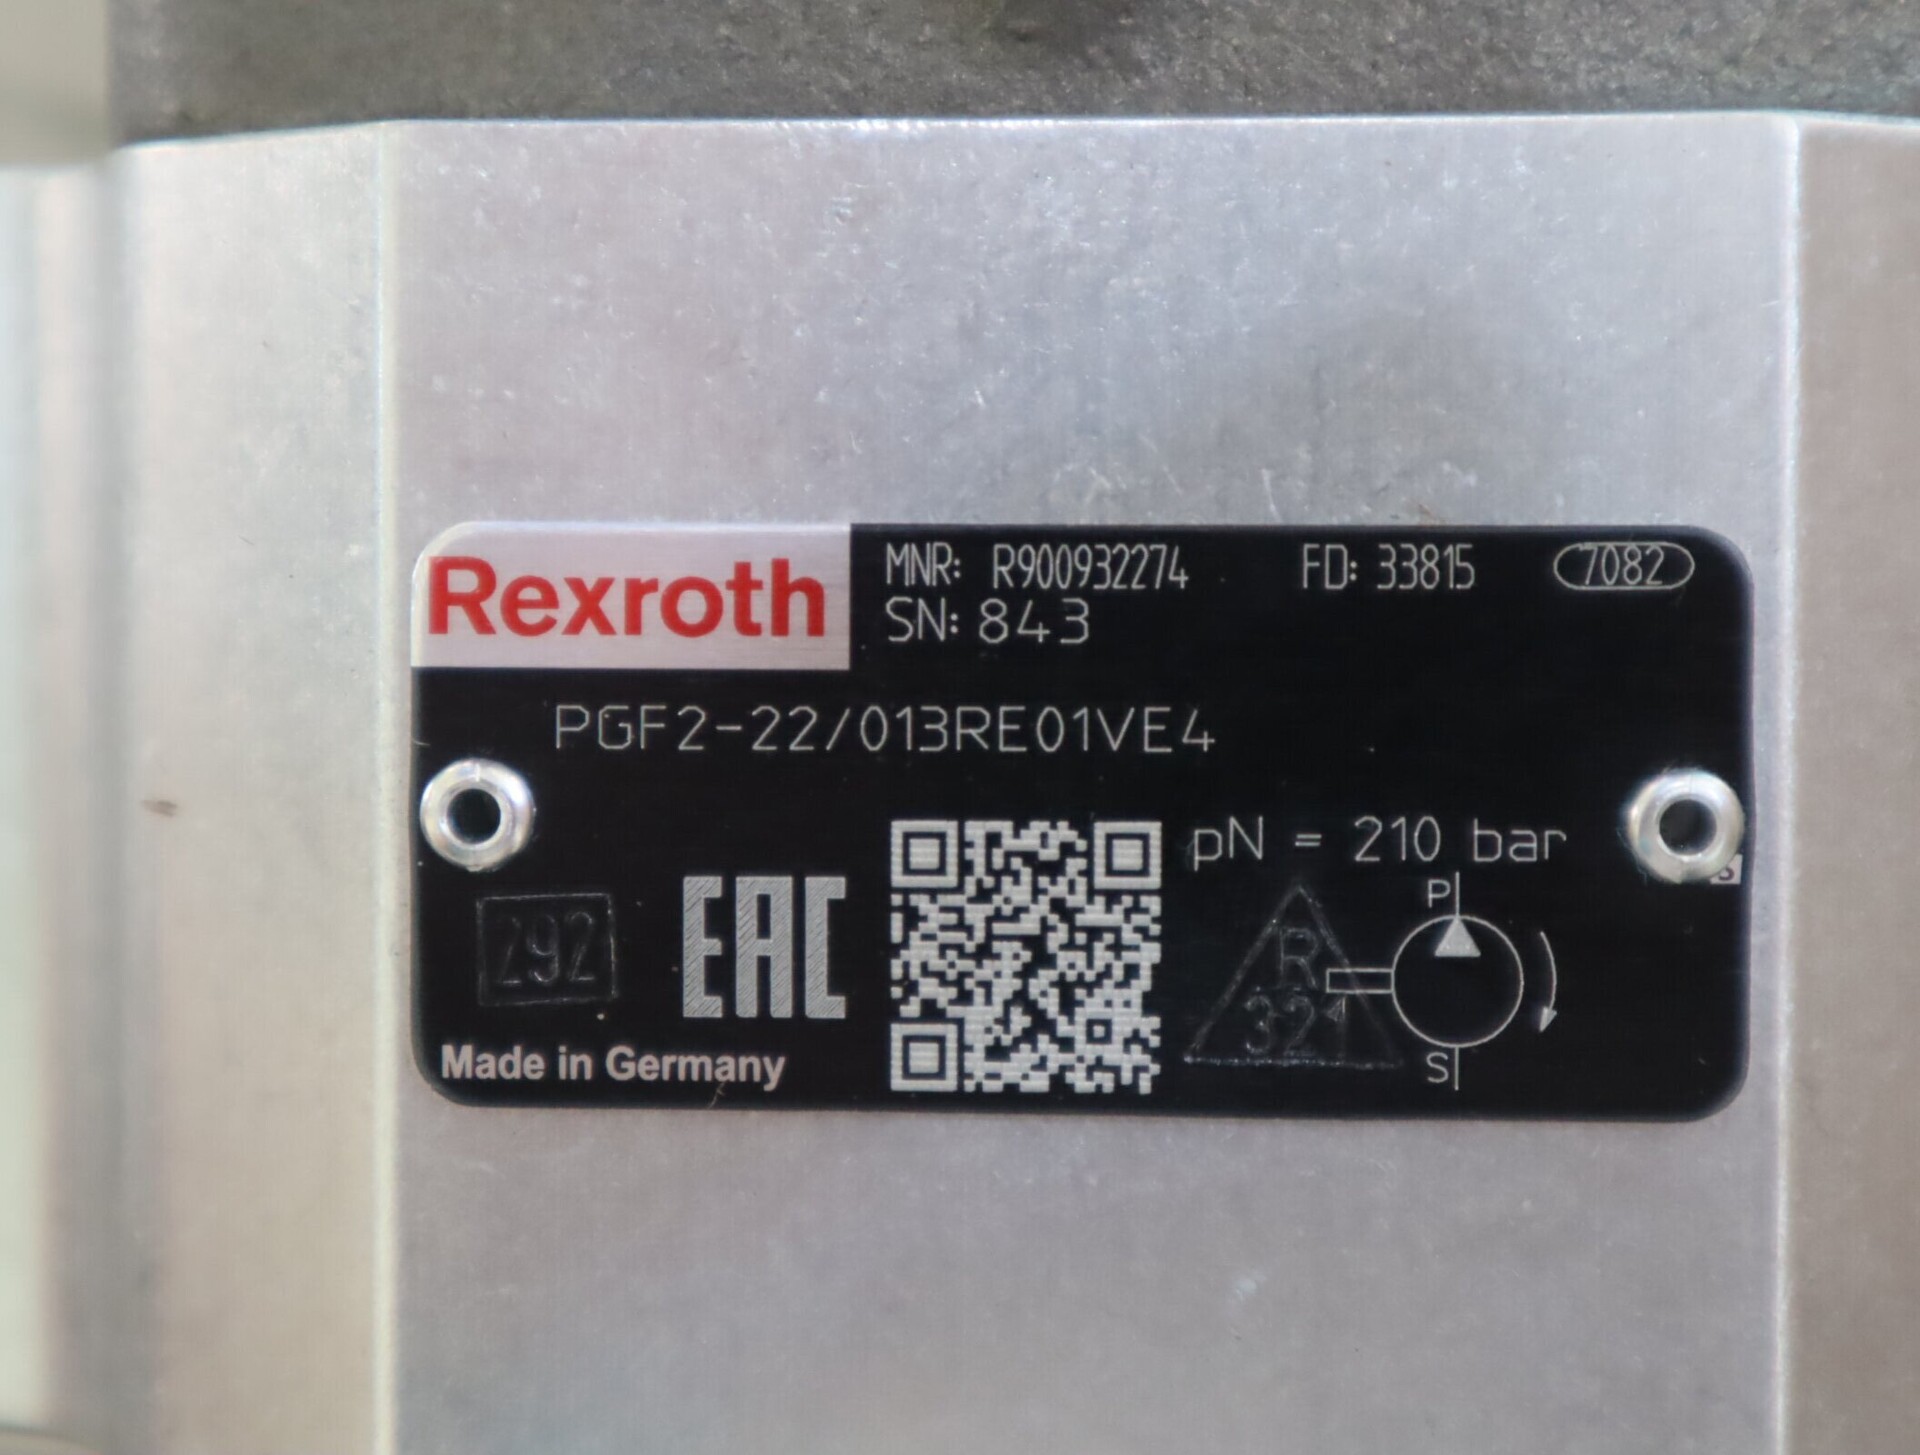 Rexroth
MNR: R900932274 FD: 33815 7082
SN: 843
PGF2-22/013RE01VE4
pN = 210 bar
P
292
EAC
R
321
S
Made in Germany